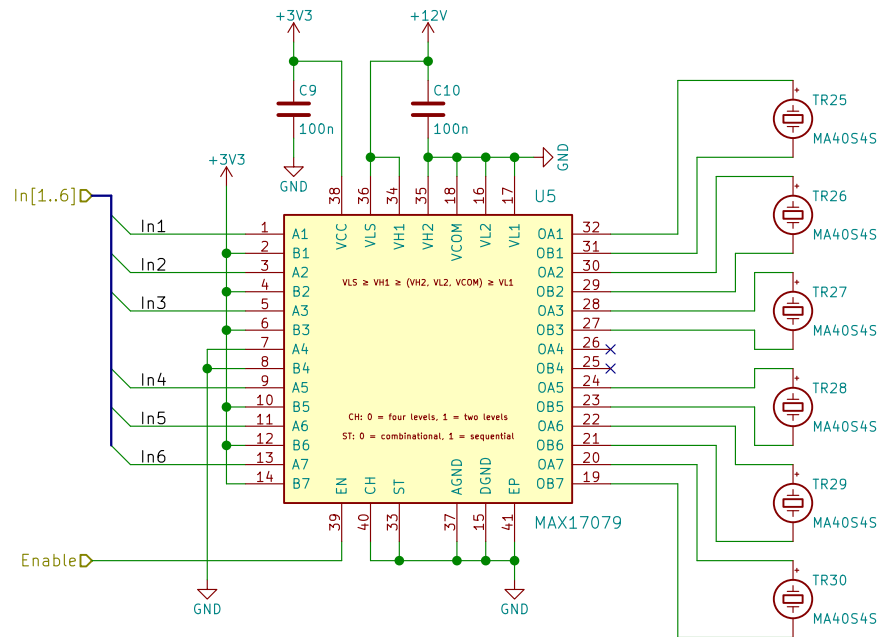 +3V3
+12V
C9
100n
C10
100n
GND
GND
+3V3
In[1..6]
38 36 34 35 18 16 17
U5
VCC VLS VH1 VH2 VCOM VL2 VL1
VLS ≥ VH1 ≥ (VH2, VL2, VCOM) ≥ VL1
In1 1 A1 OA1 32
2 B1 OB1 31
In2 3 A2 OA2 30
4 B2 OB2 29
In3 5 A3 OA3 28
6 B3 OB3 27
7 A4 OA4 26
8 B4 OB4 25
In4 9 A5 OA5 24
10 B5 OB5 23
In5 11 A6 OA6 22
12 B6 OB6 21
In6 13 A7 OA7 20
14 B7 OB7 19
CH: 0 = four levels, 1 = two levels
ST: 0 = combinational, 1 = sequential
EN CH ST AGND DGND EP
39 40 33 37 15 41
MAX17079
Enable
GND
GND
+
TR25
MA40S4S
+
TR26
MA40S4S
+
TR27
MA40S4S
+
TR28
MA40S4S
+
TR29
MA40S4S
+
TR30
MA40S4S